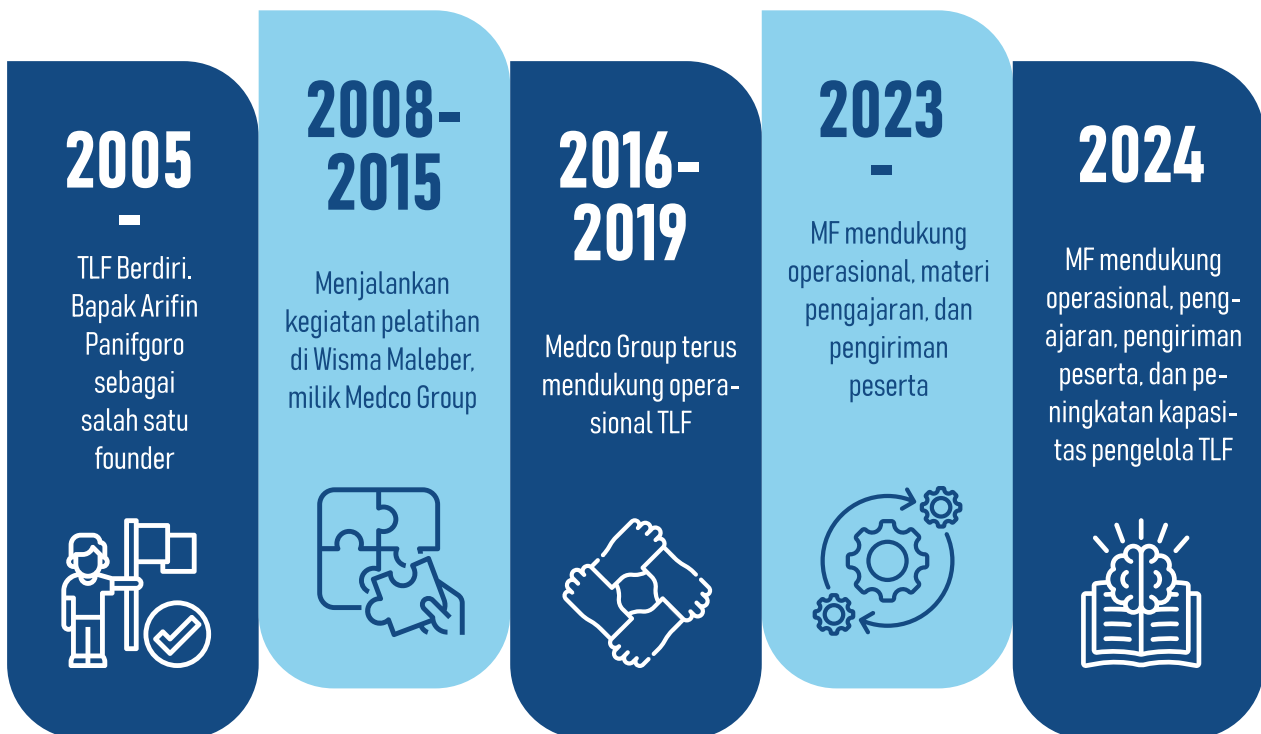 2005
-
TLF Berdiri.
Bapak Arifin
Panifgoro
sebagai
salah satu
founder
2008-
2015
Menjalankan
kegiatan pelatihan
di Wisma Maleber,
milik Medco Group
2016-
2019
Medco Group terus
mendukung opera-
sional TLF
2023
-
MF mendukung
operasional, materi
pengajaran, dan
pengiriman
peserta
2024
MF mendukung
operasional, peng-
ajaran, pengiriman
peserta, dan pe-
ningkatan kapasi-
tas pengelola TLF